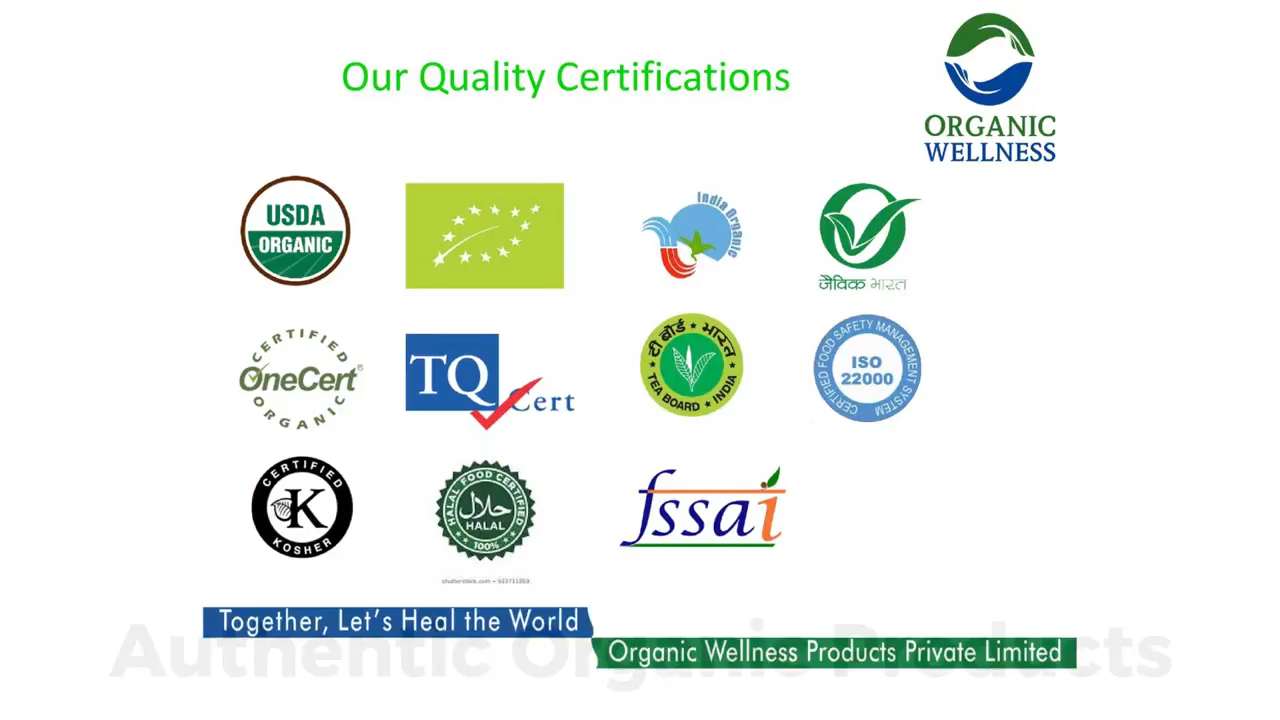 Our Quality Certifications
ORGANIC
WELLNESS
USDA
ORGANIC
India Organic
जैविक भारत
CERTIFIED
OneCert®
ORGANIC
TQ
Cert
टी बोर्ड ★ भारत
TEA BOARD ★ INDIA
CERTIFIED FOOD SAFETY MANAGEMENT SYSTEM
ISO
22000
CERTIFIED
K
KOSHER
HALAL FOOD CERTIFIED
حلال
HALAL
100%
fssai
Together, Let's Heal the World
Organic Wellness Products Private Limited
Authentic Organic Products